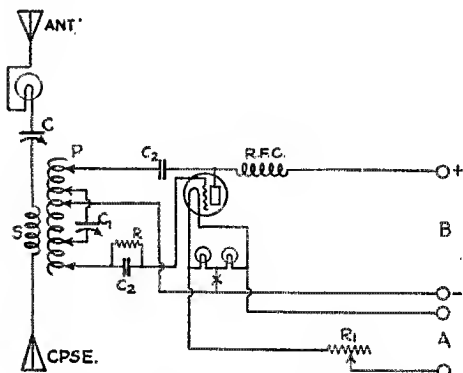 ANT.
C
P
C2
R.F.C.
+
S
C1
B
R
C2
X
-
A
R1
CPSE.